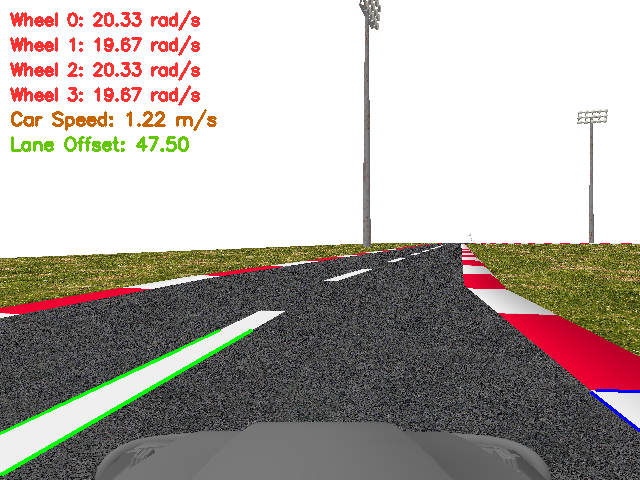 Wheel 0: 20.33 rad/s
Wheel 1: 19.67 rad/s
Wheel 2: 20.33 rad/s
Wheel 3: 19.67 rad/s
Car Speed: 1.22 m/s
Lane Offset: 47.50